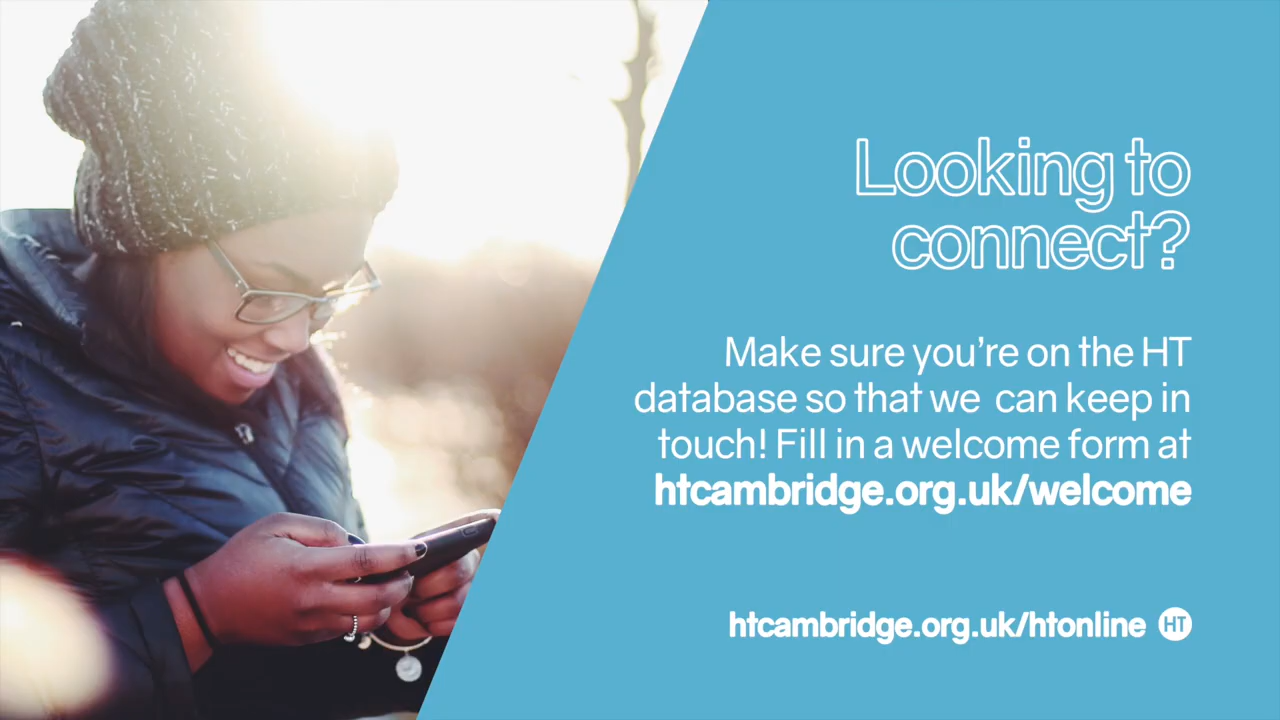 Looking to
connect?
Make sure you’re on the HT
database so that we  can keep in
touch! Fill in a welcome form at
htcambridge.org.uk/welcome
htcambridge.org.uk/htonline HT